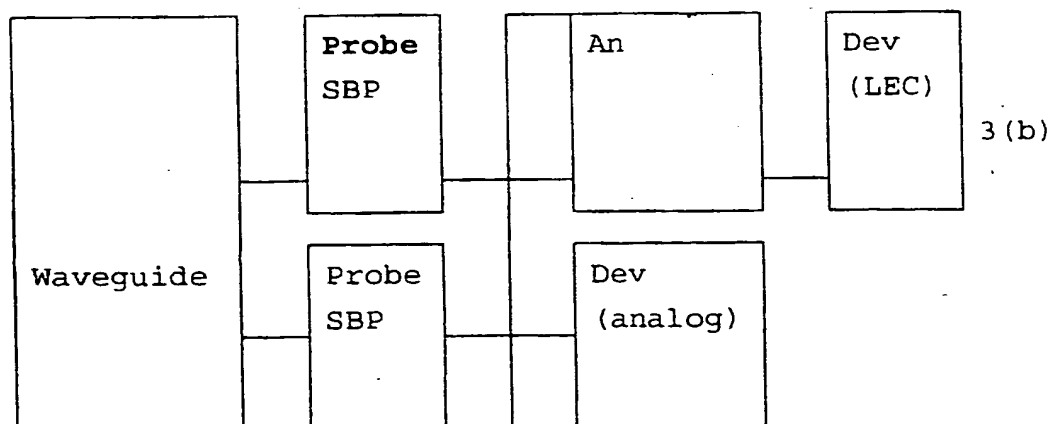 Probe
SBP
An
Dev
(LEC)
3(b)
Waveguide
Probe
SBP
Dev
(analog)